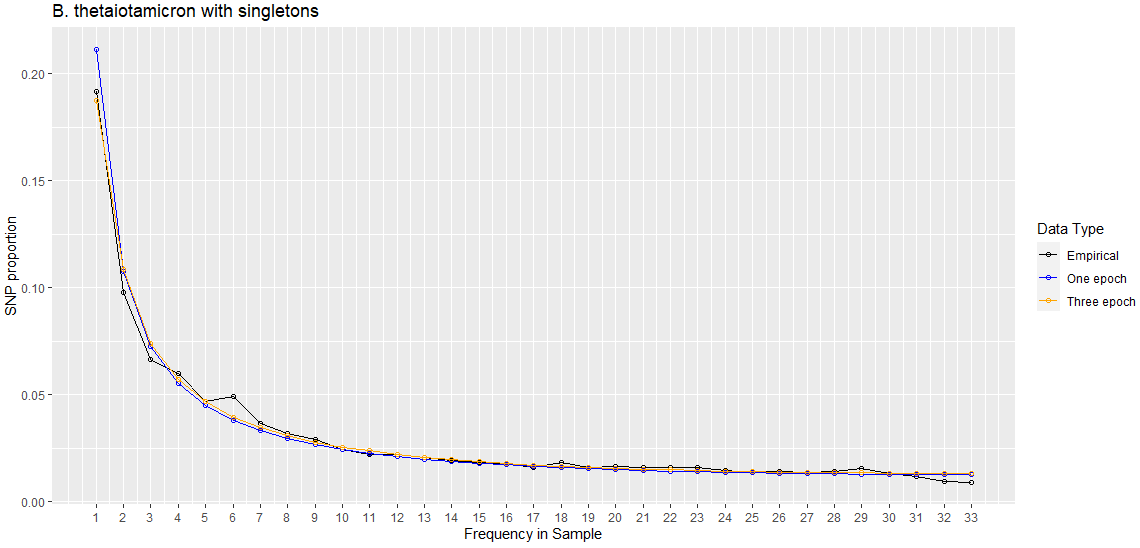 B. thetaiotamicron with singletons
SNP proportion
0.20
0.15
0.10
0.05
0.00
1 2 3 4 5 6 7 8 9 10 11 12 13 14 15 16 17 18 19 20 21 22 23 24 25 26 27 28 29 30 31 32 33
Frequency in Sample
Data Type
Empirical
One epoch
Three epoch